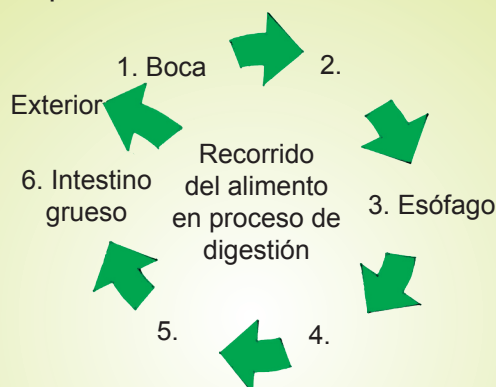 1. Boca
2.
Exterior
Recorrido
del alimento
en proceso de
digestión
3. Esófago
6. Intestino
grueso
5.
4.